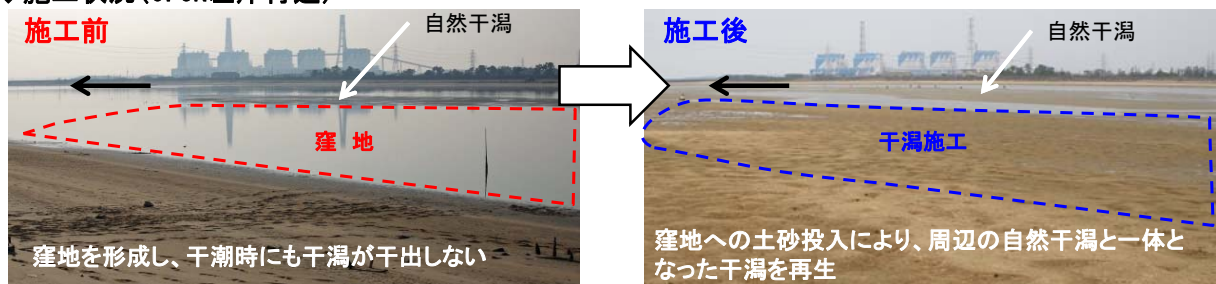 施工前
自然干潟
窪 地
窪地を形成し、干潮時にも干潟が干出しない
施工後
自然干潟
干潟施工
窪地への土砂投入により、周辺の自然干潟と一体と
なった干潟を再生